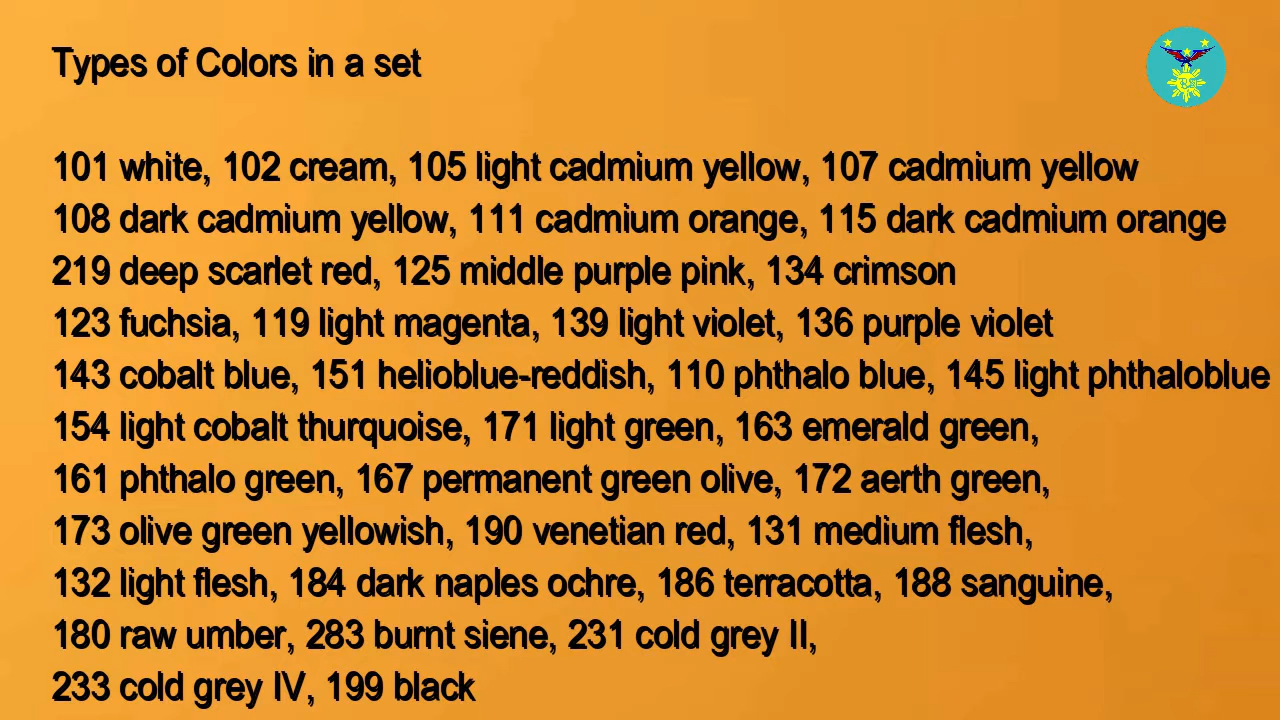 Types of Colors in a set
101 white, 102 cream, 105 light cadmium yellow, 107 cadmium yellow
108 dark cadmium yellow, 111 cadmium orange, 115 dark cadmium orange
219 deep scarlet red, 125 middle purple pink, 134 crimson
123 fuchsia, 119 light magenta, 139 light violet, 136 purple violet
143 cobalt blue, 151 helioblue-reddish, 110 phthalo blue, 145 light phthaloblue
154 light cobalt thurquoise, 171 light green, 163 emerald green,
161 phthalo green, 167 permanent green olive, 172 aerth green,
173 olive green yellowish, 190 venetian red, 131 medium flesh,
132 light flesh, 184 dark naples ochre, 186 terracotta, 188 sanguine,
180 raw umber, 283 burnt siene, 231 cold grey II,
233 cold grey IV, 199 black